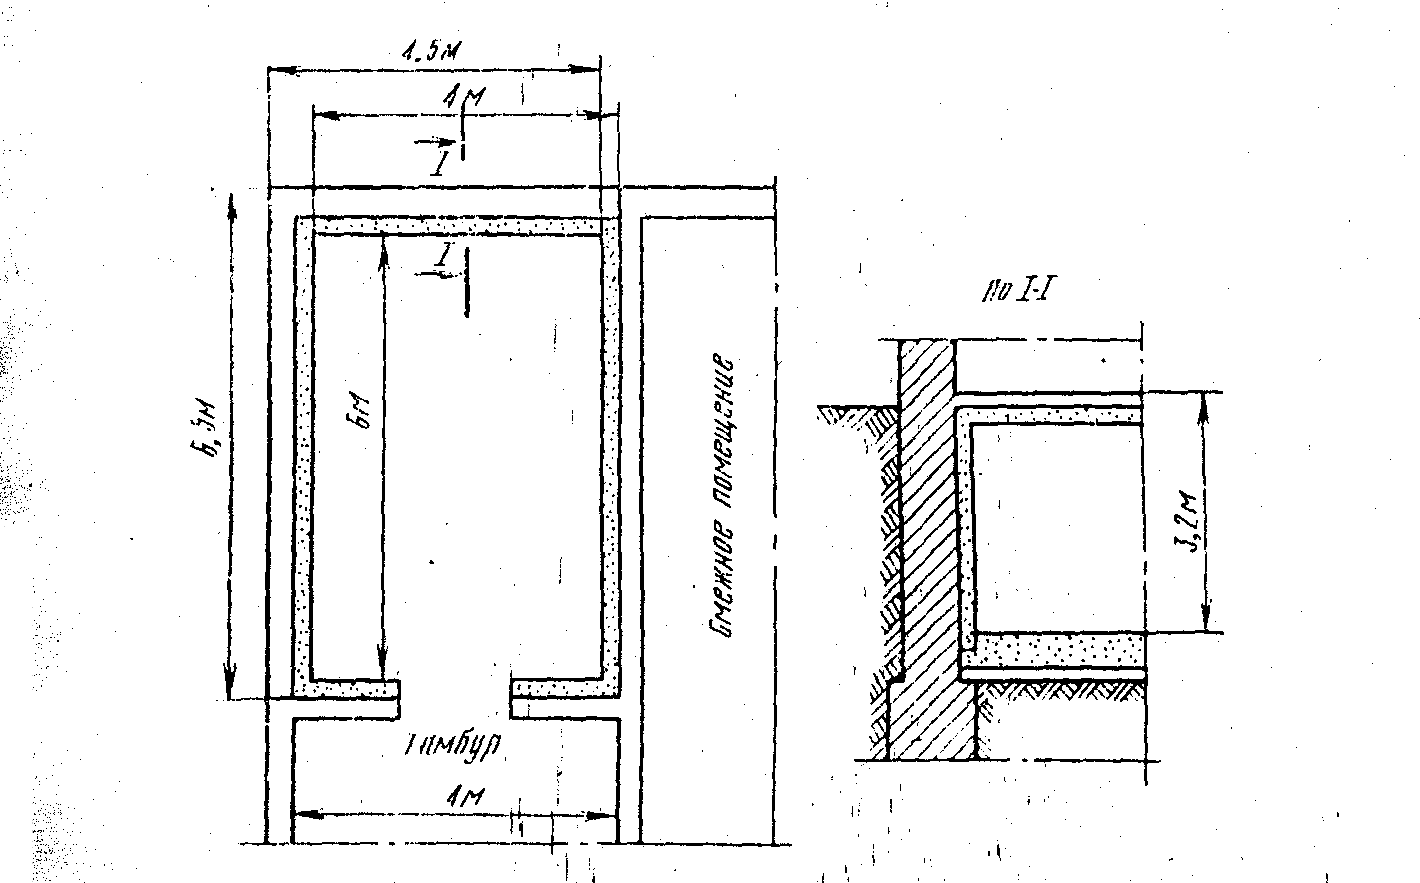 4.5м
4м
I
I
6м
6,5м
Смежное помещение
Тамбур
4м
По I-I
3,2м